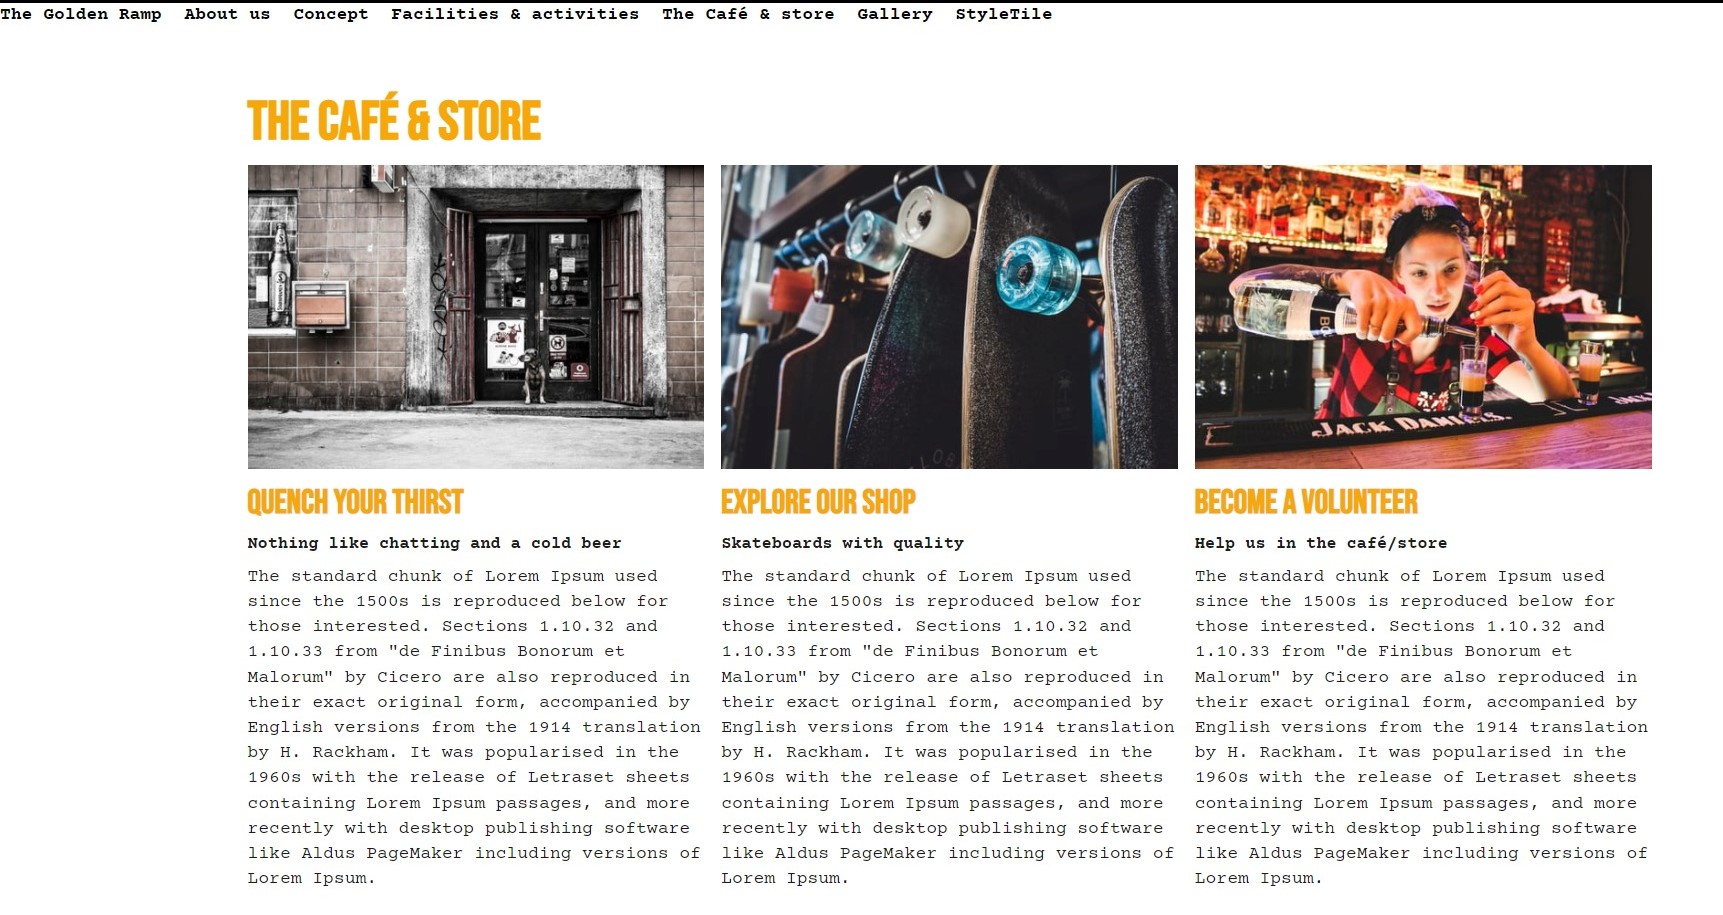 The Golden Ramp About us Concept Facilities & activities The Café & store Gallery StyleTile
THE CAFÉ & STORE
JACK DANIEL'S.
JACK
QUENCH YOUR THIRST
Nothing like chatting and a cold beer
The standard chunk of Lorem Ipsum used
since the 1500s is reproduced below for
those interested. Sections 1.10.32 and
1.10.33 from "de Finibus Bonorum et
Malorum" by Cicero are also reproduced in
their exact original form, accompanied by
English versions from the 1914 translation
by H. Rackham. It was popularised in the
1960s with the release of Letraset sheets
containing Lorem Ipsum passages, and more
recently with desktop publishing software
like Aldus PageMaker including versions of
Lorem Ipsum.
EXPLORE OUR SHOP
Skateboards with quality
The standard chunk of Lorem Ipsum used
since the 1500s is reproduced below for
those interested. Sections 1.10.32 and
1.10.33 from "de Finibus Bonorum et
Malorum" by Cicero are also reproduced in
their exact original form, accompanied by
English versions from the 1914 translation
by H. Rackham. It was popularised in the
1960s with the release of Letraset sheets
containing Lorem Ipsum passages, and more
recently with desktop publishing software
like Aldus PageMaker including versions of
Lorem Ipsum.
BECOME A VOLUNTEER
Help us in the café/store
The standard chunk of Lorem Ipsum used
since the 1500s is reproduced below for
those interested. Sections 1.10.32 and
1.10.33 from "de Finibus Bonorum et
Malorum" by Cicero are also reproduced in
their exact original form, accompanied by
English versions from the 1914 translation
by H. Rackham. It was popularised in the
1960s with the release of Letraset sheets
containing Lorem Ipsum passages, and more
recently with desktop publishing software
like Aldus PageMaker including versions of
Lorem Ipsum.